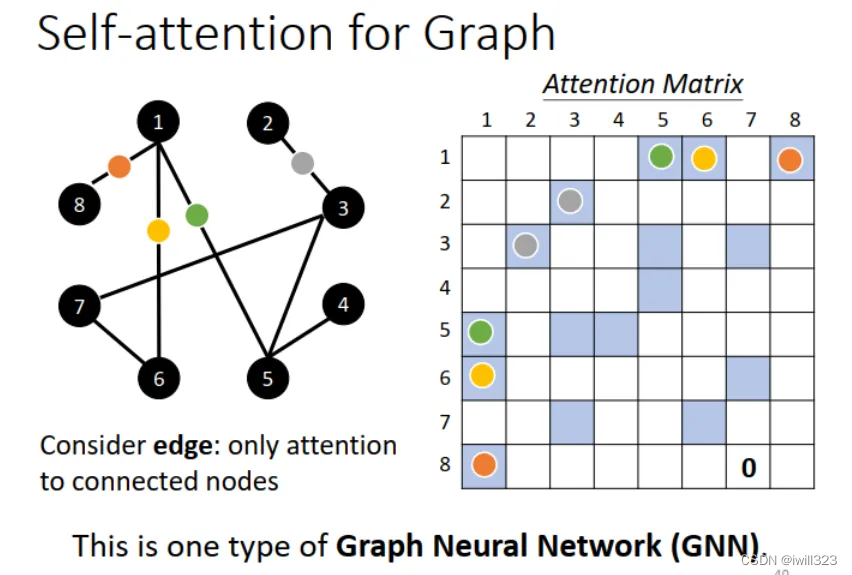 Self-attention for Graph
Attention Matrix
1 2 3 4 5 6 7 8
1
2
3
4
5
6
7
8
0
1
2
8
3
7
4
6
5
Consider edge: only attention
to connected nodes
This is one type of Graph Neural Network (GNN).
CSDN @iwill323
40